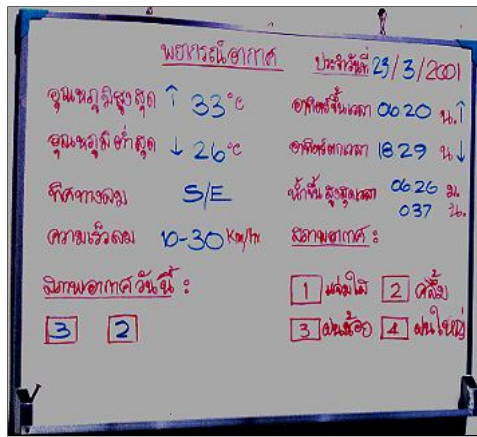 พยากรณ์อากาศ
ประจำวันที่ 29/3/2001
อุณหภูมิสูงสุด ↑ 33°C
อุณหภูมิต่ำสุด ↓ 26°C
ทิศทางลม S/E
ความเร็วลม 10-30 Km/hr
สภาพอากาศวันนี้ :
3 2
อาทิตย์ขึ้นเวลา 0620 น.↑
อาทิตย์ตกเวลา 1829 น.↓
น้ำขึ้นสูงสุดเวลา 0626 น.
037 น.
สภาพอากาศ :
1 แจ่มใส 2 ครึ้ม
3 ฝนน้อย 4 ฝนใหญ่